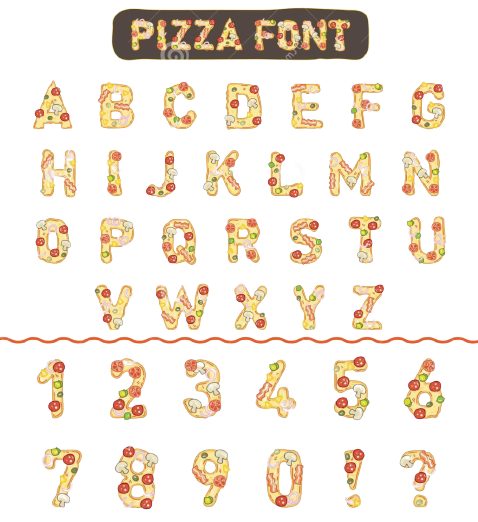 PIZZA FONT
A B C D E F G
H I J K L M N
O P Q R S T U
V W X Y Z
1 2 3 4 5 6
7 8 9 0 ! ?